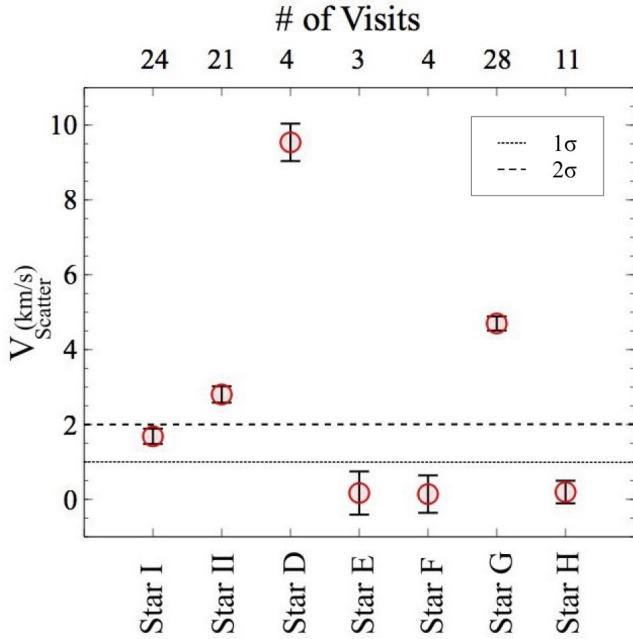 # of Visits
24 21 4 3 4 28 11
10
8
6
4
2
0
V Scatter (km/s)
1σ
2σ
Star I
Star II
Star D
Star E
Star F
Star G
Star H